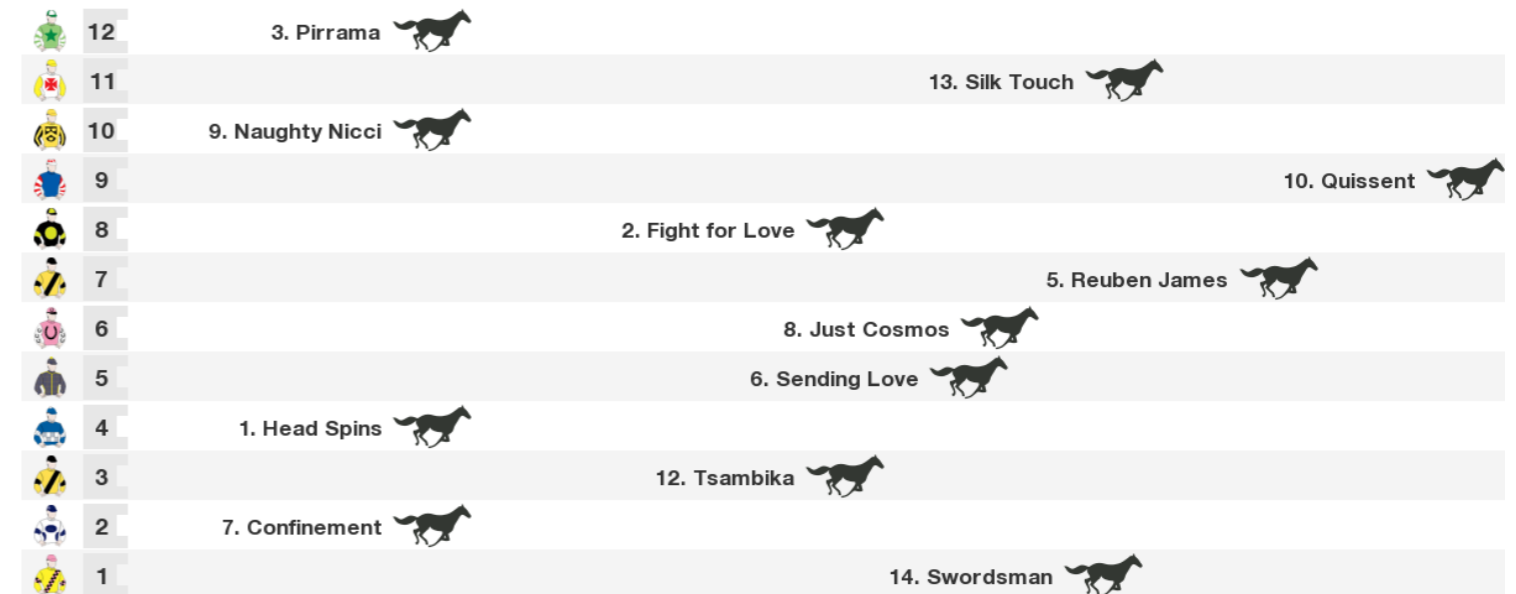 12 3. Pirrama
11 13. Silk Touch
10 9. Naughty Nicci
9 10. Quissent
8 2. Fight for Love
7 5. Reuben James
6 8. Just Cosmos
5 6. Sending Love
4 1. Head Spins
3 12. Tsambika
2 7. Confinement
1 14. Swordsman